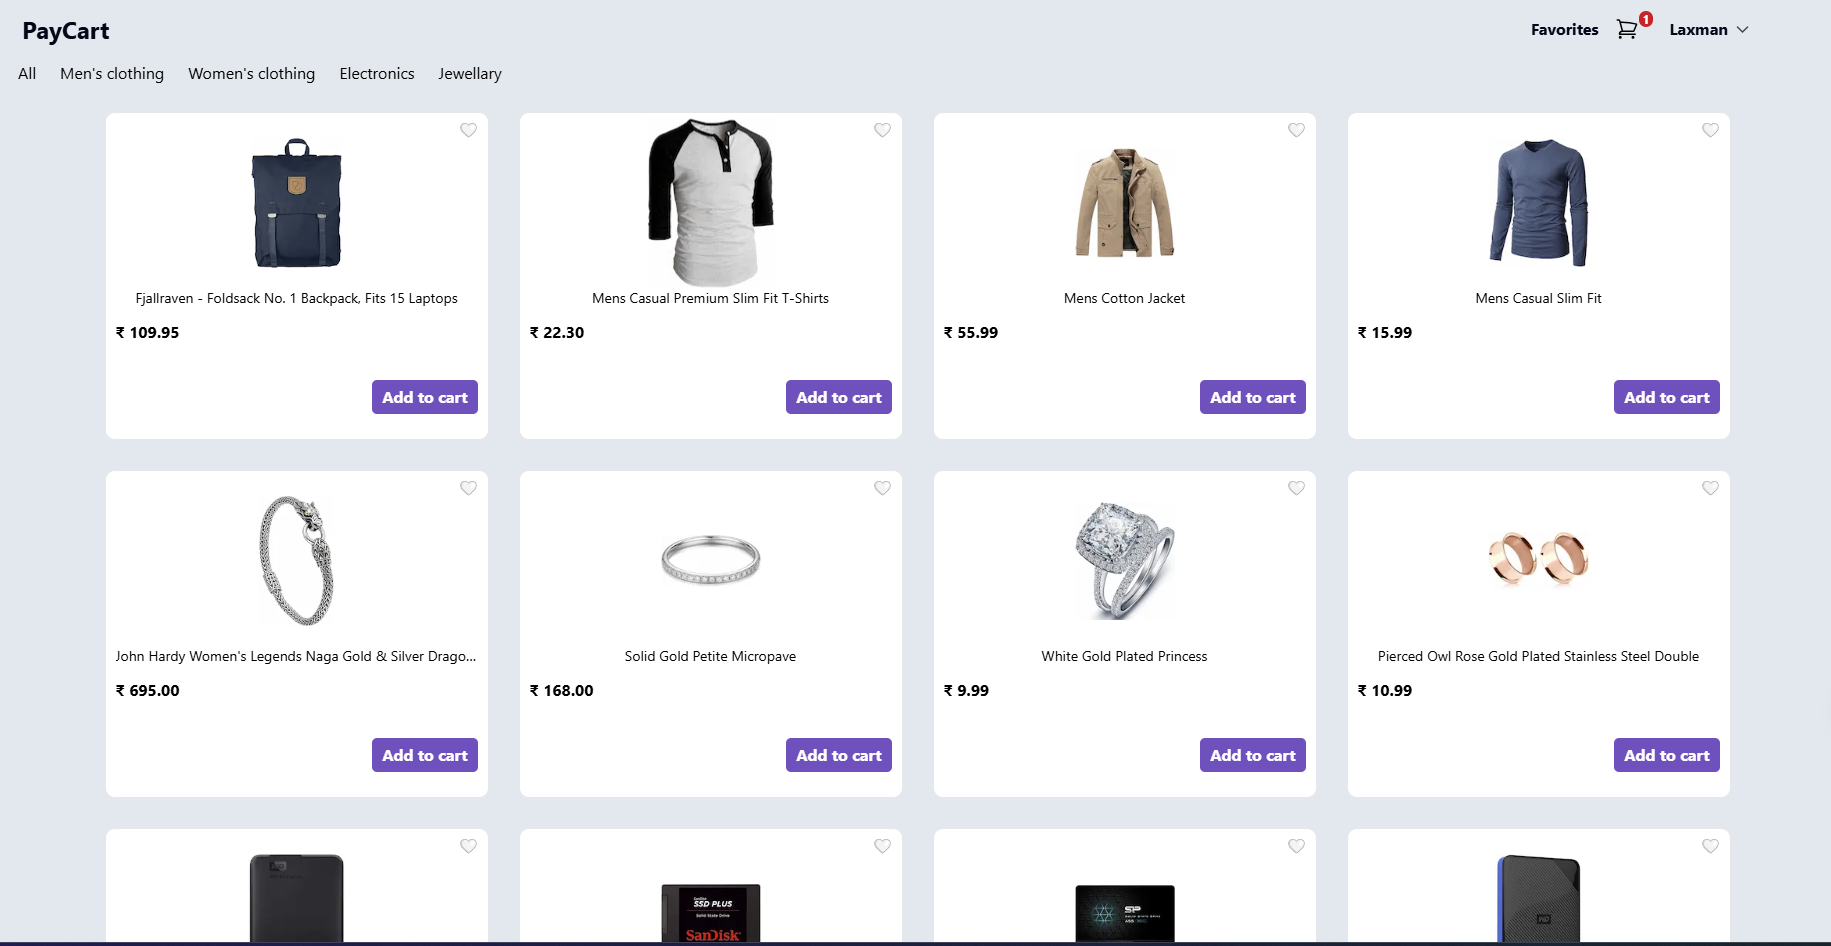 PayCart
Favorites
1
Laxman
All
Men's clothing
Women's clothing
Electronics
Jewellary
Fjallraven - Foldsack No. 1 Backpack, Fits 15 Laptops
₹ 109.95
Add to cart
Mens Casual Premium Slim Fit T-Shirts
₹ 22.30
Add to cart
Mens Cotton Jacket
₹ 55.99
Add to cart
Mens Casual Slim Fit
₹ 15.99
Add to cart
John Hardy Women's Legends Naga Gold & Silver Drago...
₹ 695.00
Add to cart
Solid Gold Petite Micropave
₹ 168.00
Add to cart
White Gold Plated Princess
₹ 9.99
Add to cart
Pierced Owl Rose Gold Plated Stainless Steel Double
₹ 10.99
Add to cart
SanDisk
SSD PLUS
Solid State Drive
SanDisk
SP
WD